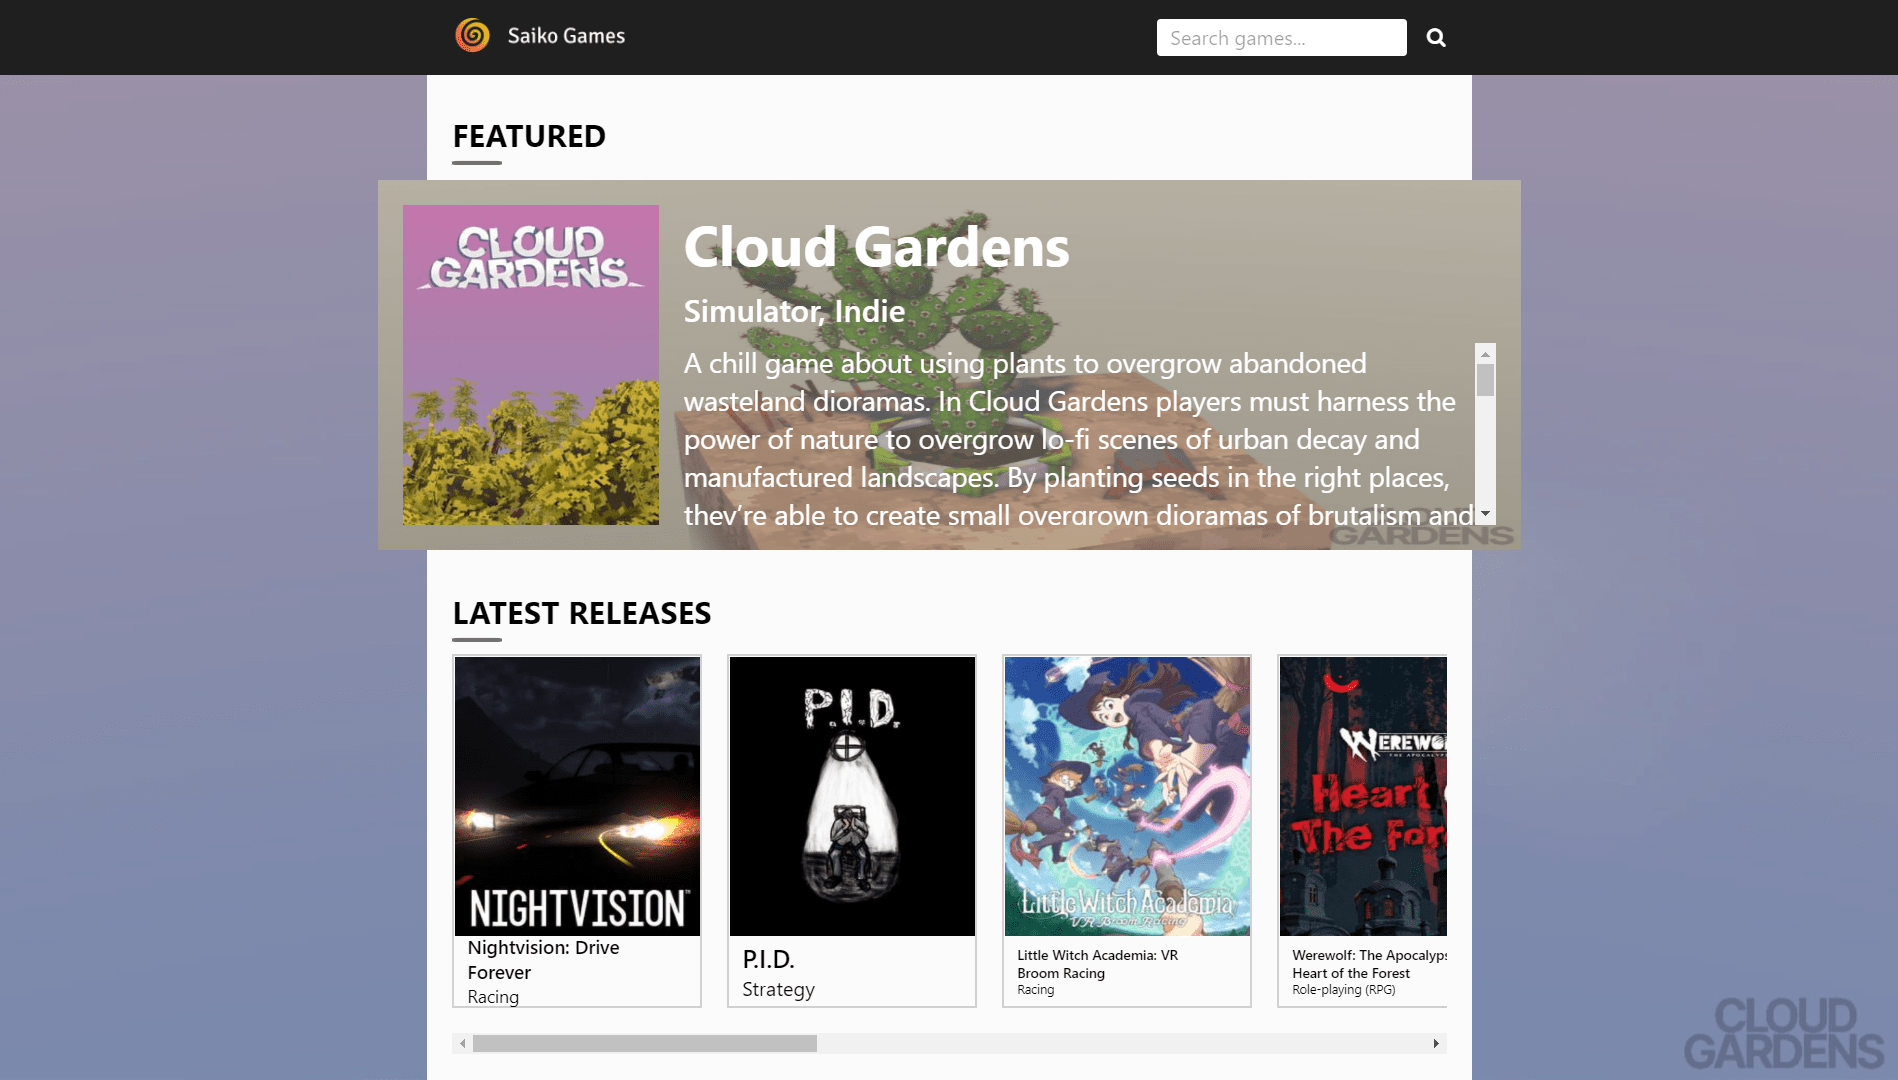 Saiko Games
Search games...
FEATURED
CLOUD
GARDENS
Cloud Gardens
Simulator, Indie
A chill game about using plants to overgrow abandoned
wasteland dioramas. In Cloud Gardens players must harness the
power of nature to overgrow lo-fi scenes of urban decay and
manufactured landscapes. By planting seeds in the right places,
they’re able to create small overgrown dioramas of brutalism and
GARDENS
LATEST RELEASES
NIGHTVISION™
Nightvision: Drive
Forever
Racing
P.I.D.
P.I.D.
Strategy
Little Witch Academia
VR Broom Racing
Little Witch Academia: VR
Broom Racing
Racing
WEREWO
THE APOCALYP
Heart
The For
Werewolf: The Apocalyps
Heart of the Forest
Role-playing (RPG)
CLOUD
GARDENS